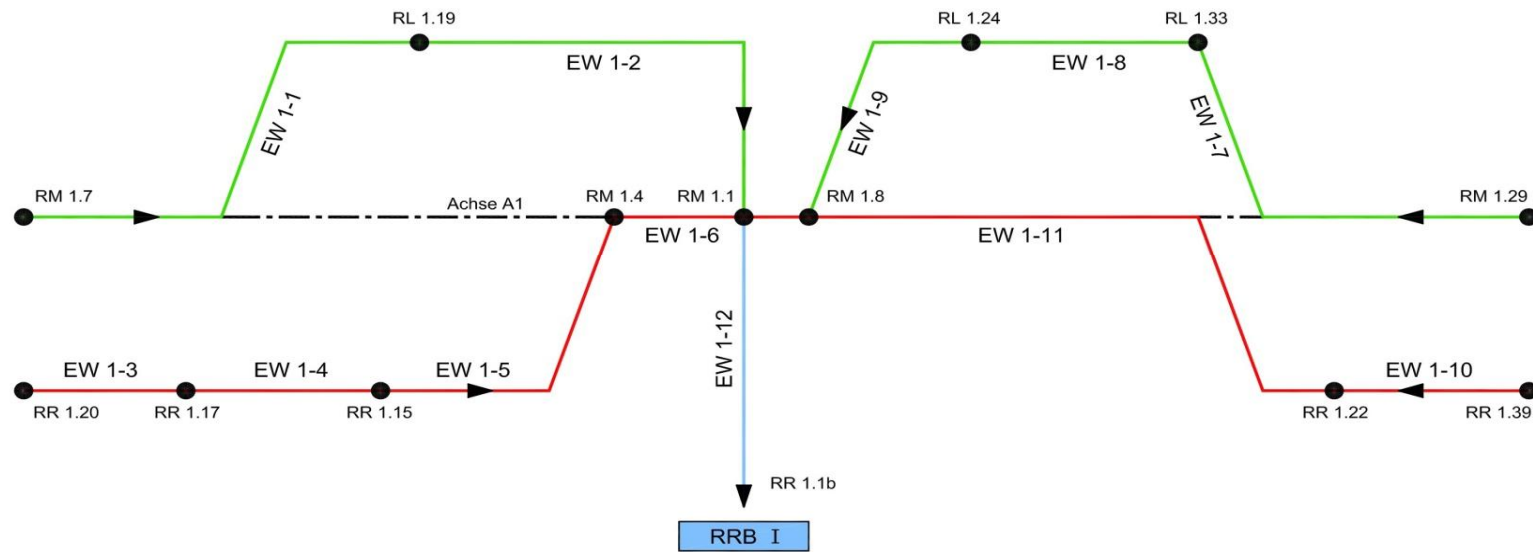 RL 1.19
RL 1.24
RL 1.33
EW 1-2
EW 1-8
EW 1-1
EW 1-9
EW 1-7
RM 1.7
Achse A1
RM 1.4
RM 1.1
RM 1.8
RM 1.29
EW 1-6
EW 1-11
EW 1-12
EW 1-3
EW 1-4
EW 1-5
EW 1-10
RR 1.20
RR 1.17
RR 1.15
RR 1.22
RR 1.39
RR 1.1b
RRB I